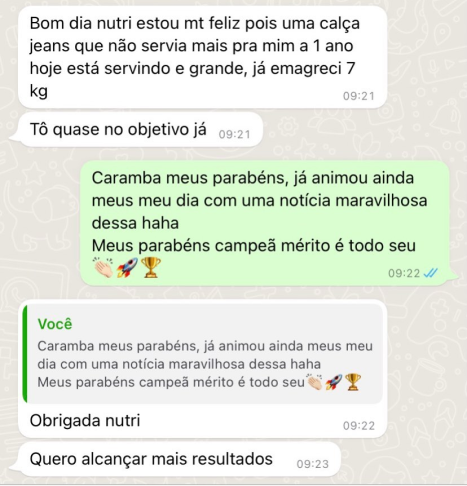 Bom dia nutri estou mt feliz pois uma calça
jeans que não servia mais pra mim a 1 ano
hoje está servindo e grande, já emagreci 7
kg
09:21
Tô quase no objetivo já 09:21
Caramba meus parabéns, já animou ainda
meus meu dia com uma notícia maravilhosa
dessa haha
Meus parabéns campeã mérito é todo seu
👏🏻🚀🏆
09:22
Você
Caramba meus parabéns, já animou ainda meus meu
dia com uma notícia maravilhosa dessa haha
Meus parabéns campeã mérito é todo seu👏🏻🚀🏆
Obrigada nutri 09:22
Quero alcançar mais resultados 09:23